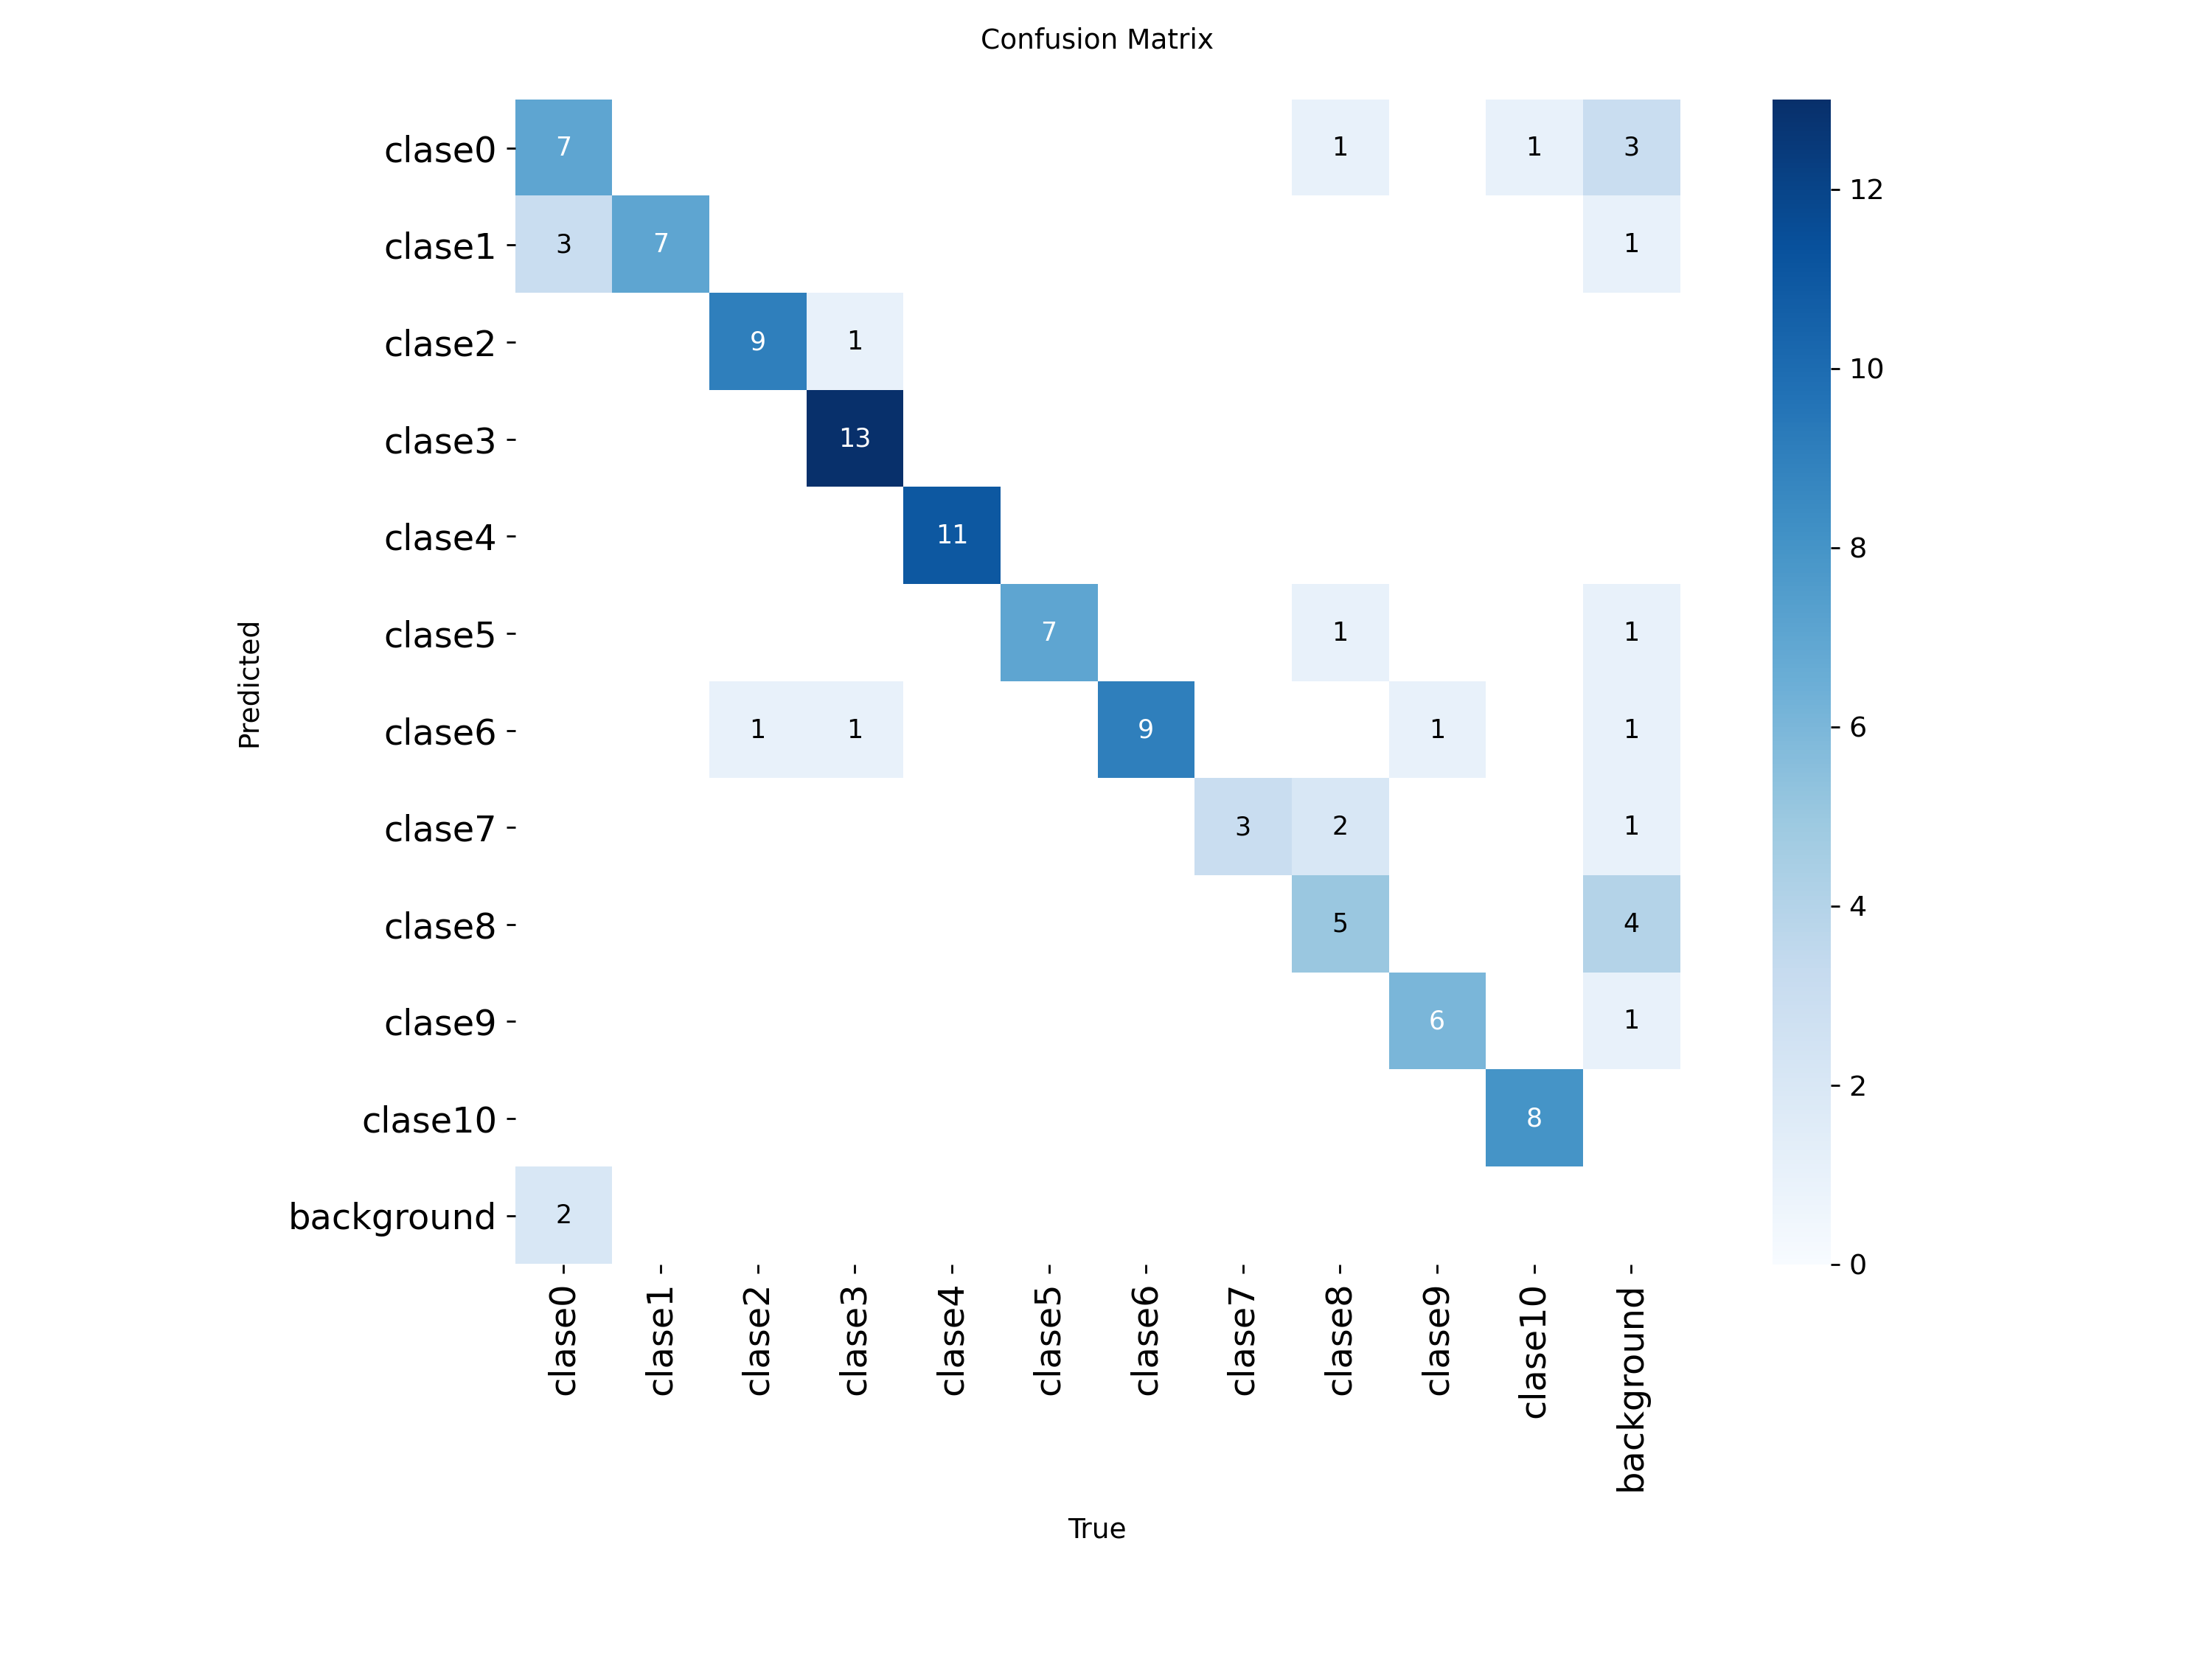 Confusion Matrix
clase0 7 1 1 3
clase1 3 7 1
clase2 9 1
clase3 13
clase4 11
clase5 7 1 1
clase6 1 1 9 1 1
clase7 3 2 1
clase8 5 4
clase9 6 1
clase10 8
background 2
Predicted
clase0 clase1 clase2 clase3 clase4 clase5 clase6 clase7 clase8 clase9 clase10 background
True
12
10
8
6
4
2
0